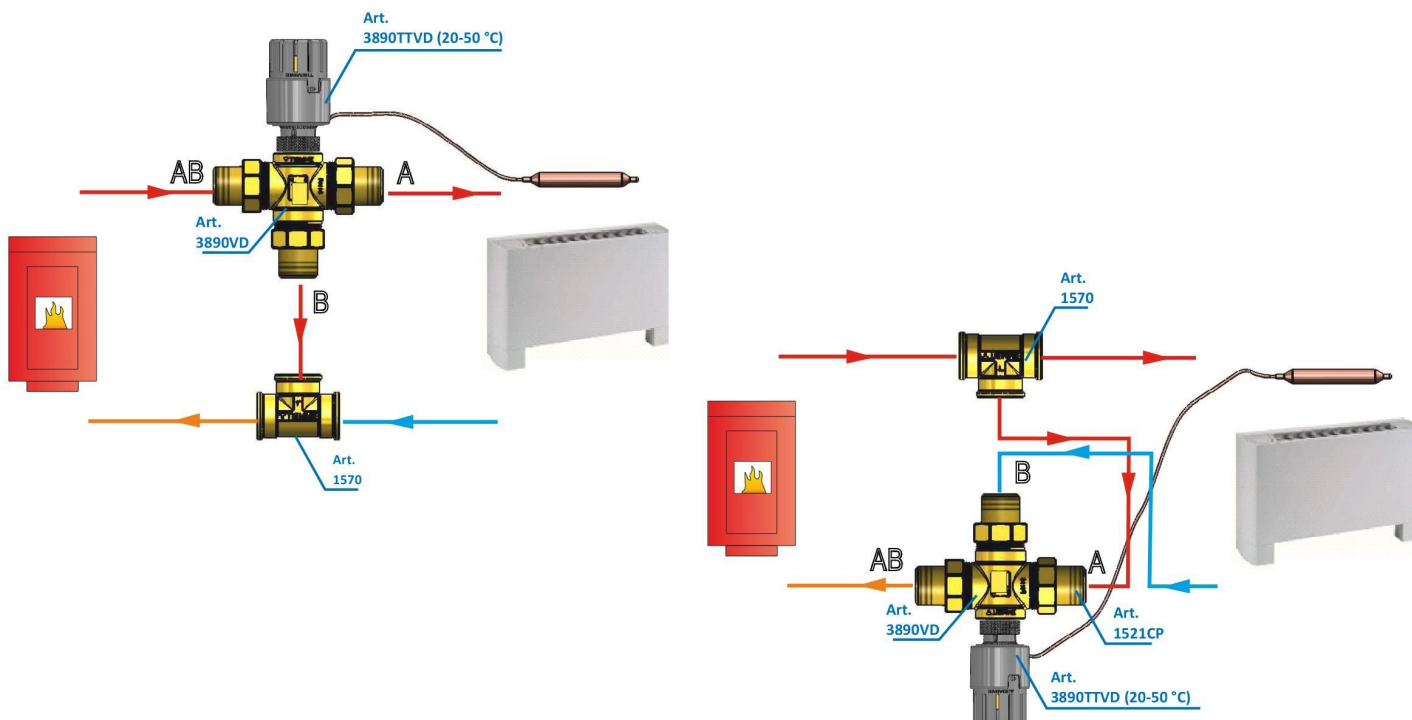 Art.
3890TTVD (20-50 °C)
AB
A
Art.
3890VD
B
Art.
1570
Art.
1570
B
AB
A
Art.
3890VD
Art.
1521CP
Art.
3890TTVD (20-50 °C)